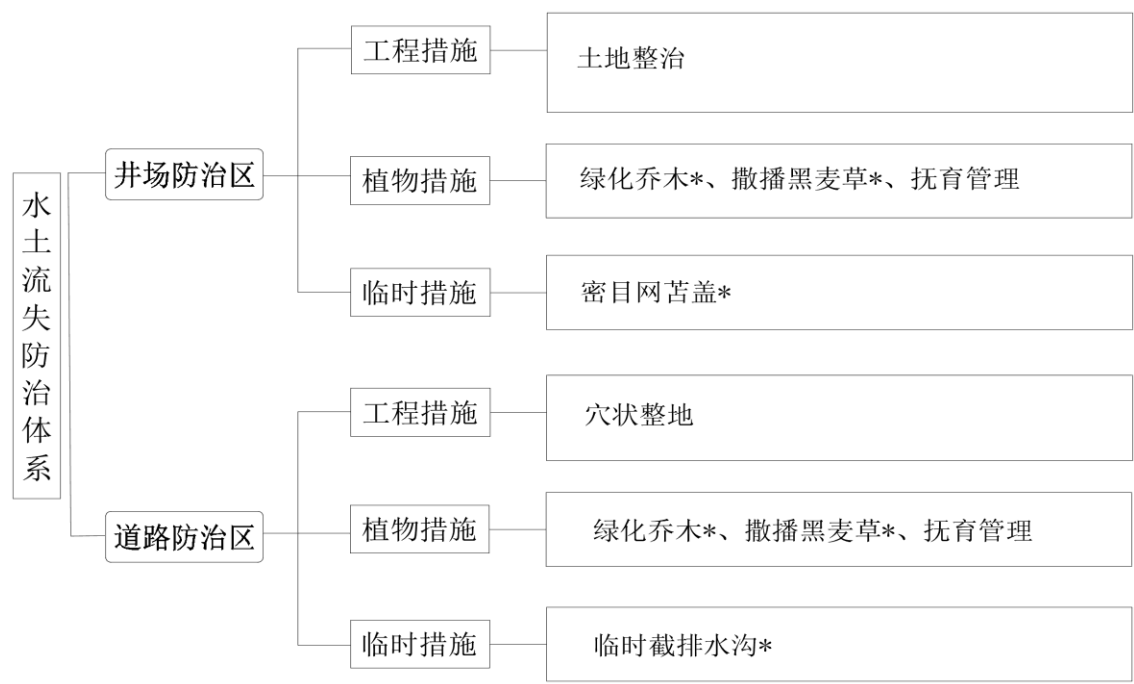 水土流失防治体系
井场防治区
工程措施
土地整治
植物措施
绿化乔木*、撒播黑麦草*、抚育管理
临时措施
密目网苫盖*
道路防治区
工程措施
穴状整地
植物措施
绿化乔木*、撒播黑麦草*、抚育管理
临时措施
临时截排水沟*